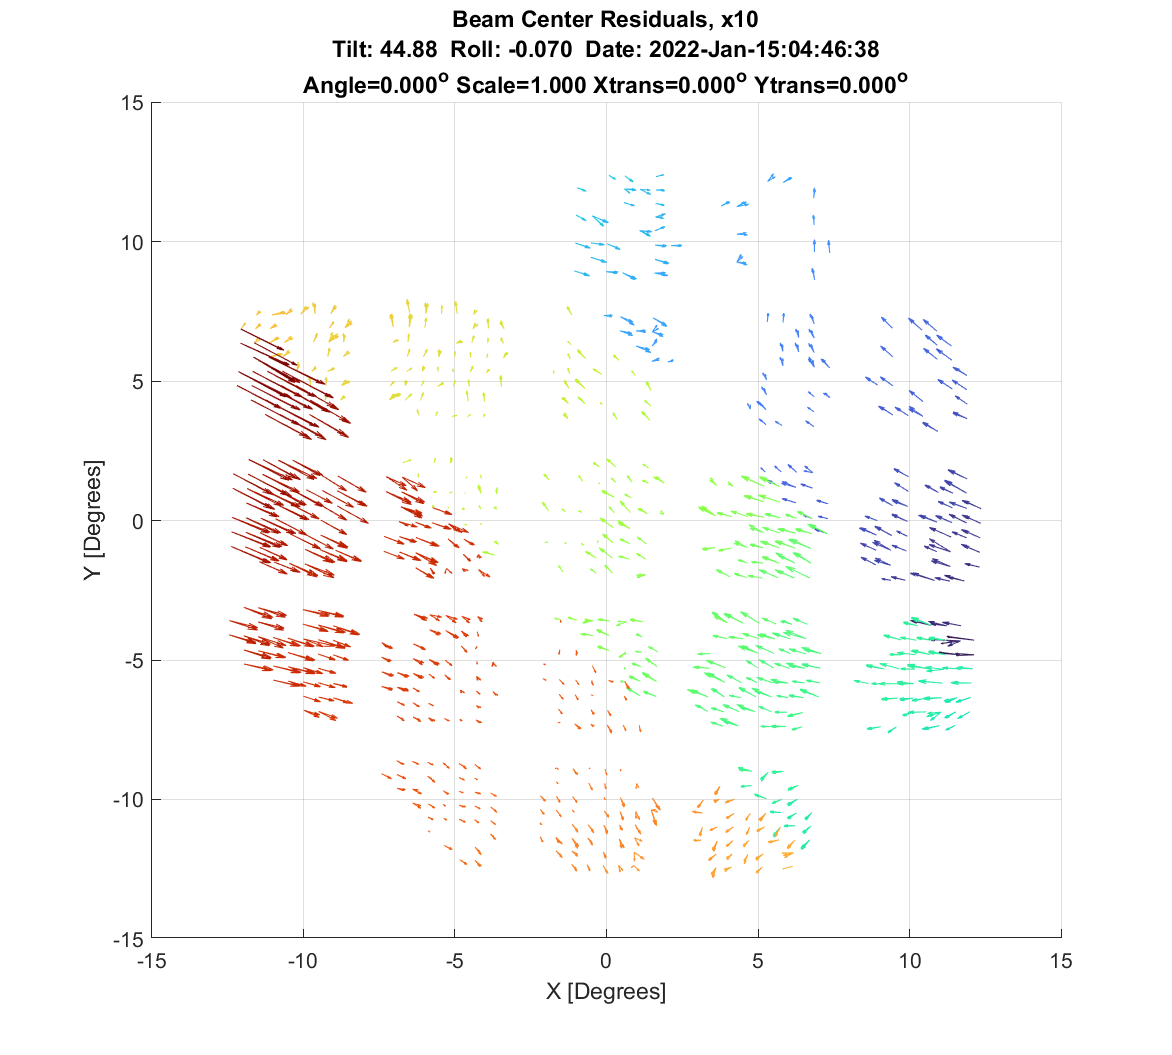 Beam Center Residuals, x10
Tilt: 44.88 Roll: -0.070 Date: 2022-Jan-15:04:46:38
Angle=0.000° Scale=1.000 Xtrans=0.000° Ytrans=0.000°
15
10
5
0
-5
-10
-15
Y [Degrees]
-15 -10 -5 0 5 10 15
X [Degrees]